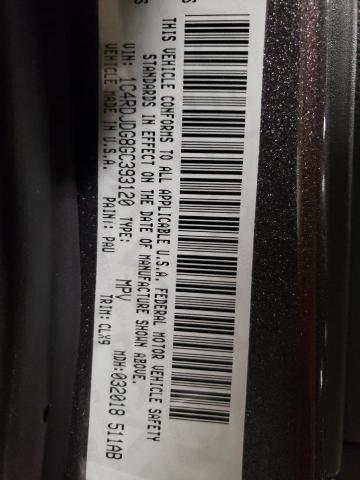 THIS VEHICLE CONFORMS TO ALL APPLICABLE U.S.A. FEDERAL MOTOR VEHICLE SAFETY
STANDARDS IN EFFECT ON THE DATE OF MANUFACTURE SHOWN ABOVE.
VIN: 1C4RDJDG8GC393120 TYPE: MPV MDH:032018 511AB
VEHICLE MADE IN U.S.A. PAINT: PAU TRIM: CLX9